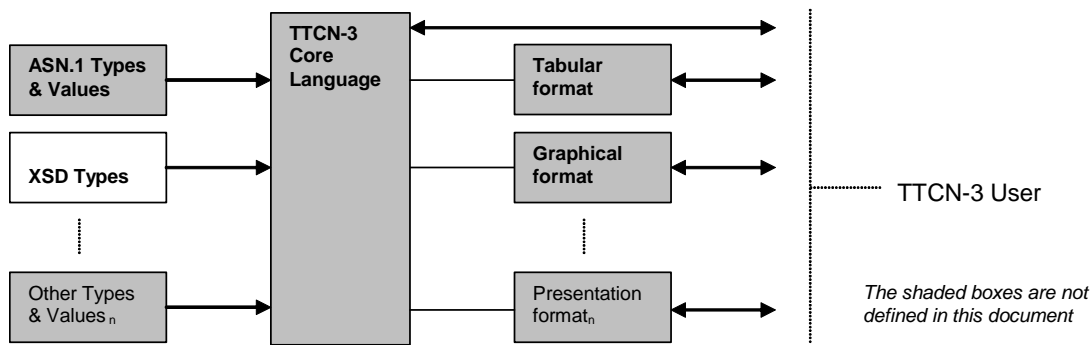 TTCN-3
Core
Language
ASN.1 Types
& Values
Tabular
format
XSD Types
Graphical
format
TTCN-3 User
Other Types
& Values n
Presentation
formatn
The shaded boxes are not
defined in this document